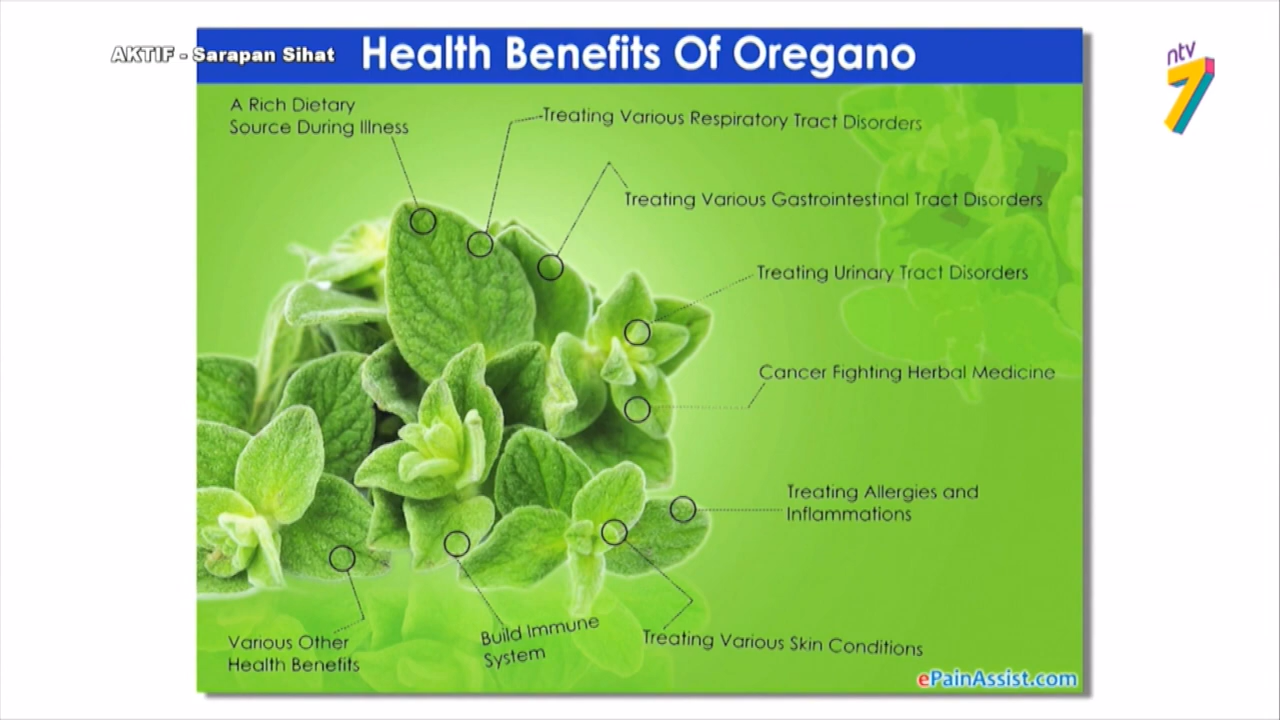 AKTIF - Sarapan Sihat
Health Benefits Of Oregano
ntv
7
A Rich Dietary
Source During Illness
Treating Various Respiratory Tract Disorders
Treating Various Gastrointestinal Tract Disorders
Treating Urinary Tract Disorders
Cancer Fighting Herbal Medicine
Treating Allergies and
Inflammations
Treating Various Skin Conditions
Build Immune
System
Various Other
Health Benefits
ePainAssist.com